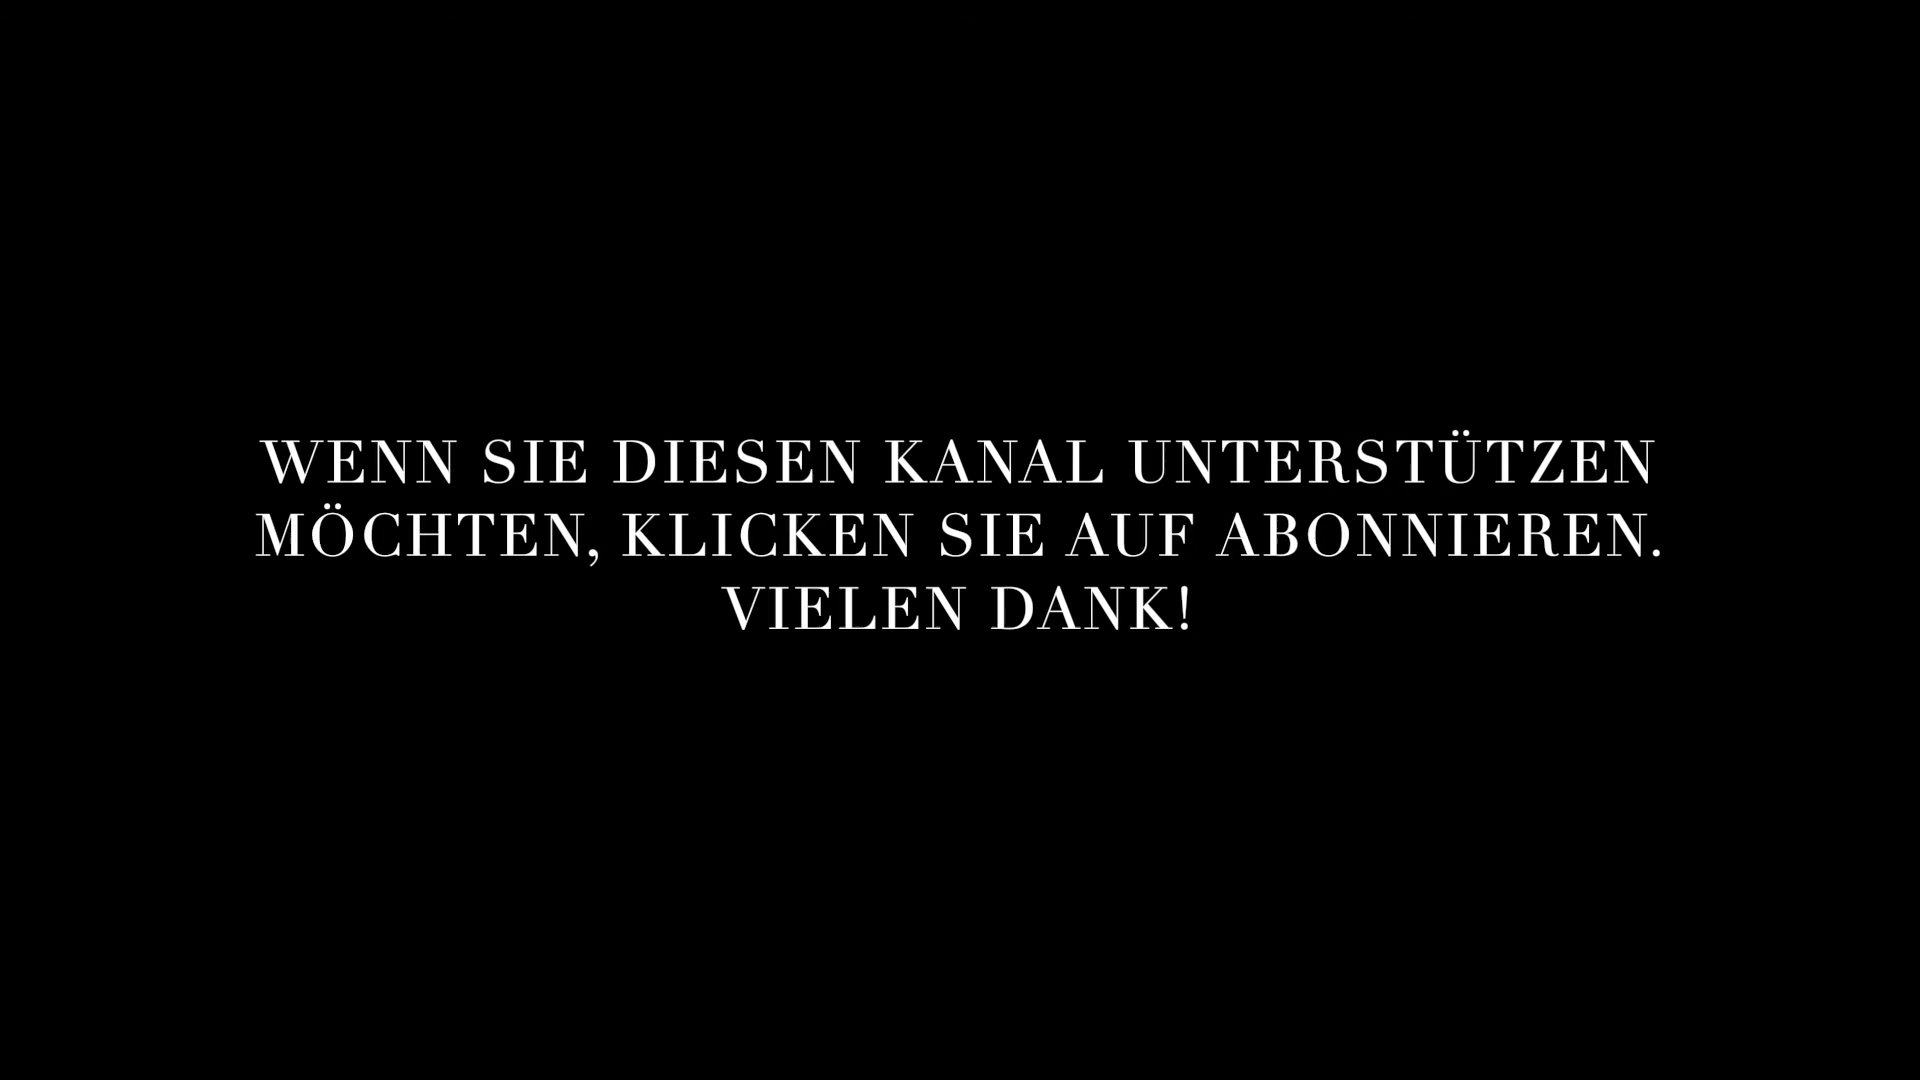 WENN SIE DIESEN KANAL UNTERSTÜTZEN
MÖCHTEN, KLICKEN SIE AUF ABONNIEREN.
VIELEN DANK!